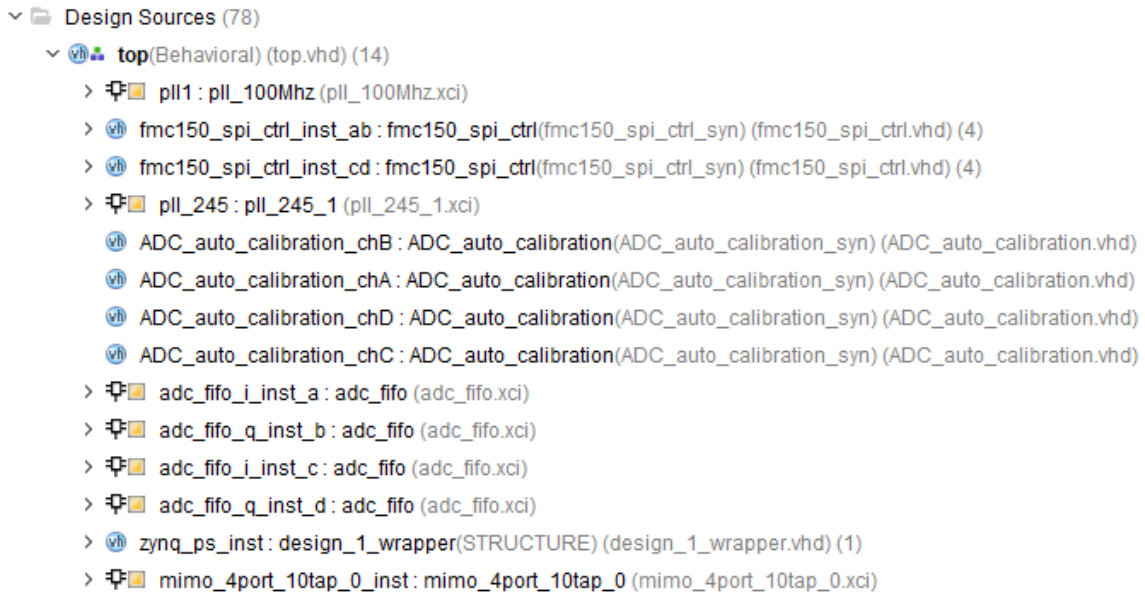 Design Sources (78)
top(Behavioral) (top.vhd) (14)
pll1 : pll_100Mhz (pll_100Mhz.xci)
fmc150_spi_ctrl_inst_ab : fmc150_spi_ctrl(fmc150_spi_ctrl_syn) (fmc150_spi_ctrl.vhd) (4)
fmc150_spi_ctrl_inst_cd : fmc150_spi_ctrl(fmc150_spi_ctrl_syn) (fmc150_spi_ctrl.vhd) (4)
pll_245 : pll_245_1 (pll_245_1.xci)
ADC_auto_calibration_chB : ADC_auto_calibration(ADC_auto_calibration_syn) (ADC_auto_calibration.vhd)
ADC_auto_calibration_chA : ADC_auto_calibration(ADC_auto_calibration_syn) (ADC_auto_calibration.vhd)
ADC_auto_calibration_chD : ADC_auto_calibration(ADC_auto_calibration_syn) (ADC_auto_calibration.vhd)
ADC_auto_calibration_chC : ADC_auto_calibration(ADC_auto_calibration_syn) (ADC_auto_calibration.vhd)
adc_fifo_i_inst_a : adc_fifo (adc_fifo.xci)
adc_fifo_q_inst_b : adc_fifo (adc_fifo.xci)
adc_fifo_i_inst_c : adc_fifo (adc_fifo.xci)
adc_fifo_q_inst_d : adc_fifo (adc_fifo.xci)
zynq_ps_inst : design_1_wrapper(STRUCTURE) (design_1_wrapper.vhd) (1)
mimo_4port_10tap_0_inst : mimo_4port_10tap_0 (mimo_4port_10tap_0.xci)